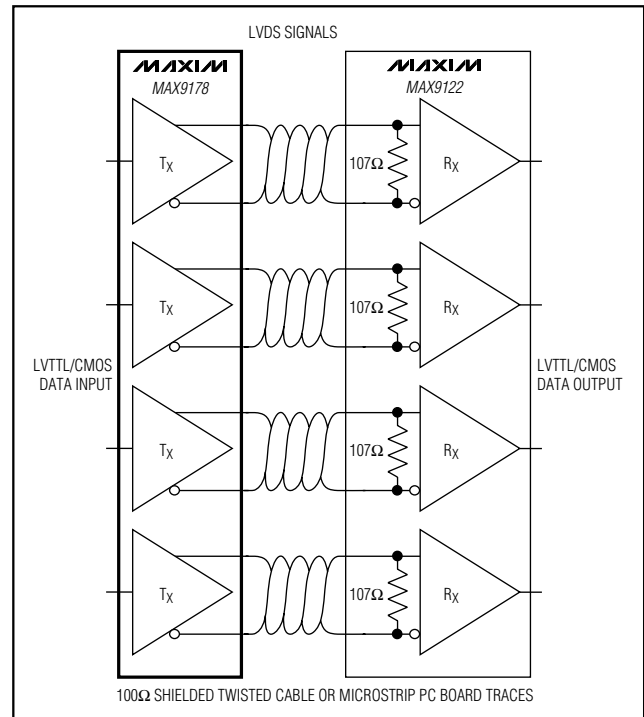 LVDS SIGNALS
MAXIM
MAX9178
MAXIM
MAX9122
TX
107Ω
RX
TX
107Ω
RX
LVTTL/CMOS
DATA INPUT
LVTTL/CMOS
DATA OUTPUT
TX
107Ω
RX
TX
107Ω
RX
100Ω SHIELDED TWISTED CABLE OR MICROSTRIP PC BOARD TRACES